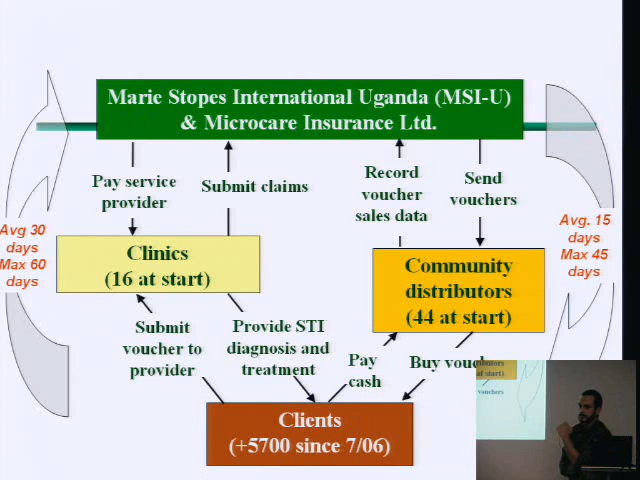 Marie Stopes International Uganda (MSI-U)
& Microcare Insurance Ltd.
Pay service
provider
Submit claims
Record
voucher
sales data
Send
vouchers
Avg 30
days
Max 60
days
Avg. 15
days
Max 45
days
Clinics
(16 at start)
Community
distributors
(44 at start)
Submit
voucher to
provider
Provide STI
diagnosis and
treatment
Pay
cash
Buy
Clients
(+5700 since 7/06)
at start)
vouchers